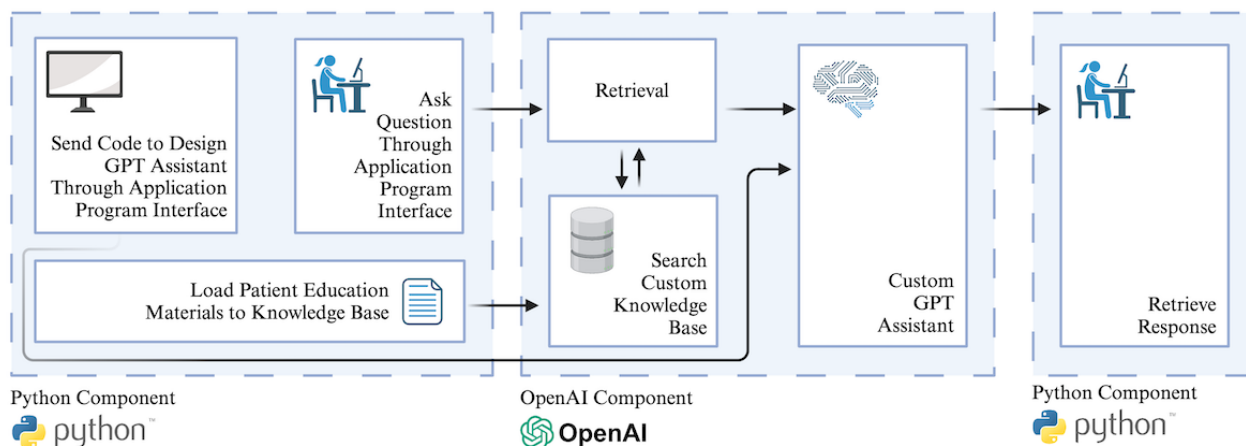 Send Code to Design
GPT Assistant
Through Application
Program Interface
Ask
Question
Through
Application
Program
Interface
Load Patient Education
Materials to Knowledge Base
Retrieval
Search
Custom
Knowledge
Base
Custom
GPT
Assistant
Retrieve
Response
Python Component
python™
OpenAI Component
OpenAI
Python Component
python™